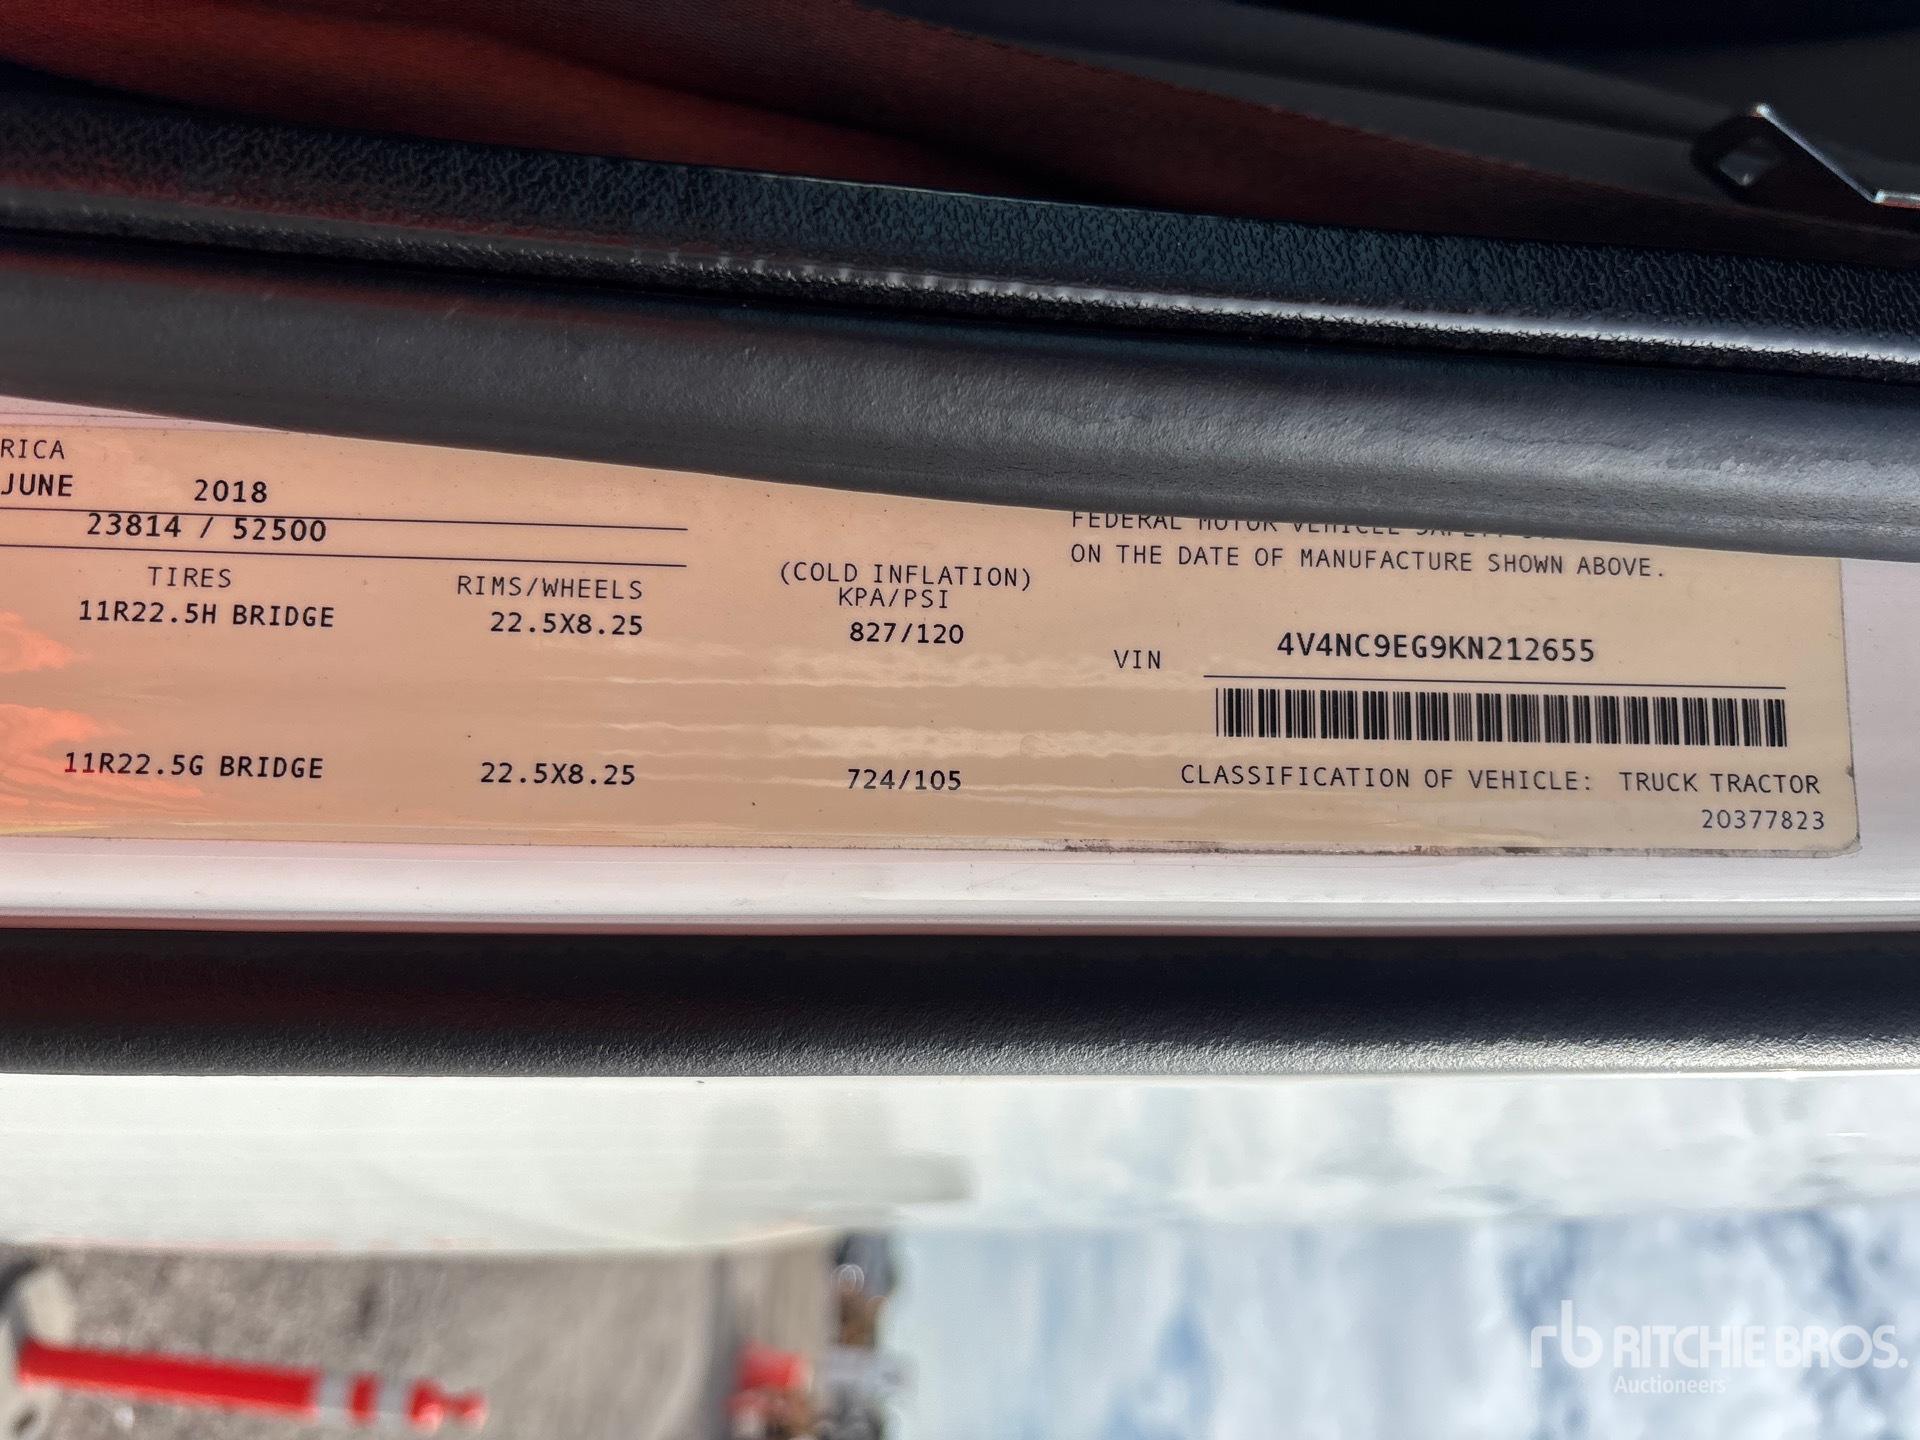 RICA
JUNE 2018
23814 / 52500
TIRES RIMS/WHEELS (COLD INFLATION) KPA/PSI
11R22.5H BRIDGE 22.5X8.25 827/120
11R22.5G BRIDGE 22.5X8.25 724/105
FEDERAL MOTOR VEHICLE
ON THE DATE OF MANUFACTURE SHOWN ABOVE.
VIN 4V4NC9EG9KN212655
CLASSIFICATION OF VEHICLE: TRUCK TRACTOR
20377823
rb RITCHIE BROS.
Auctioneers